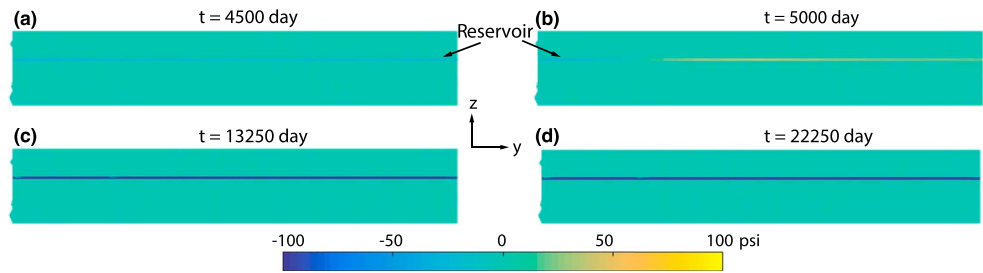 (a) t = 4500 day
(b) t = 5000 day
Reservoir
z
y
(c) t = 13250 day
(d) t = 22250 day
-100 -50 0 50 100 psi